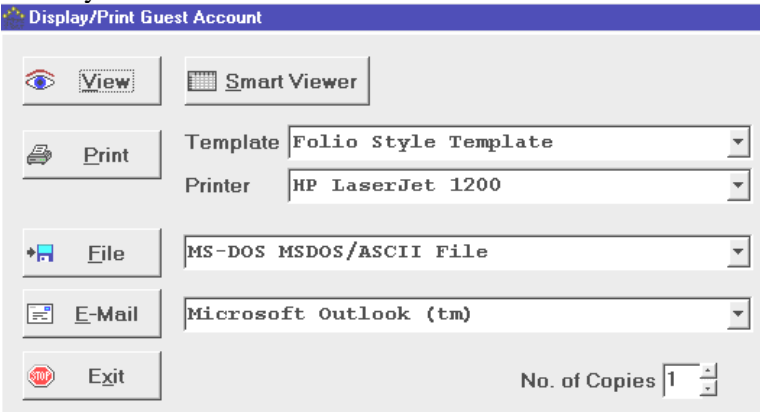 Display/Print Guest Account
View Smart Viewer
Template Folio Style Template
Print
Printer HP LaserJet 1200
File MS-DOS MSDOS/ASCII File
E-Mail Microsoft Outlook (tm)
STOP Exit No. of Copies 1